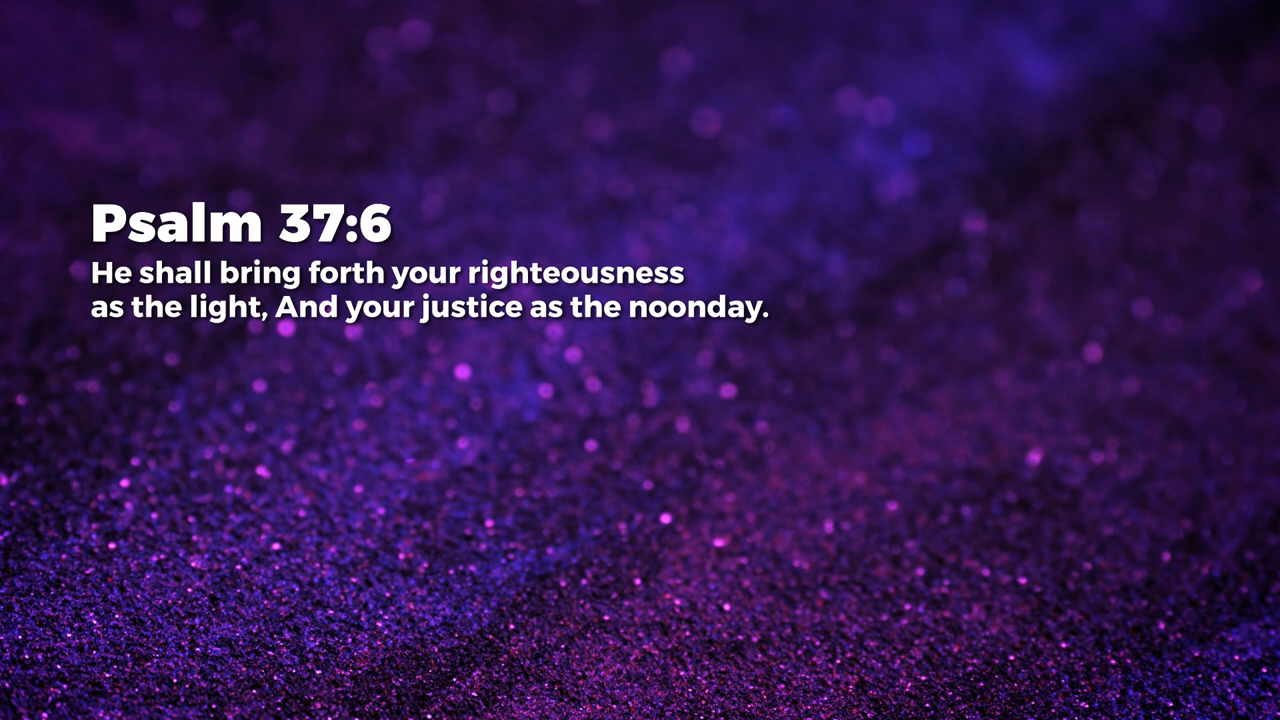 Psalm 37:6
He shall bring forth your righteousness
as the light, And your justice as the noonday.